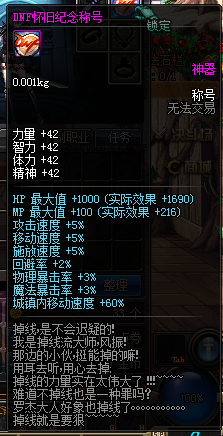 DNF怀旧纪念称号
锁定
0.001kg
神器
称号
无法交易
力量 +42
智力 +42
体力 +42
精神 +42
任务
HP 最大值 +1000 (实际效果 +1690)
MP 最大值 +100 (实际效果 +216)
攻击速度 +5%
移动速度 +5%
施放速度 +5%
回避率 +2%
物理暴击率 +3%
魔法暴击率 +3%
整理
城镇内移动速度 +60%
掉线,是不会迟疑的!
我是掉线流大师,风振!
那边的小伙,挺能掉的嘛!
用耳去听,用心去掉.
掉线的力量实在太伟大了!!!~~~
难道不掉线也是一种罪吗?
罗杰大人好象也掉线了
掉线就是要狠~~~~
Tab
100%